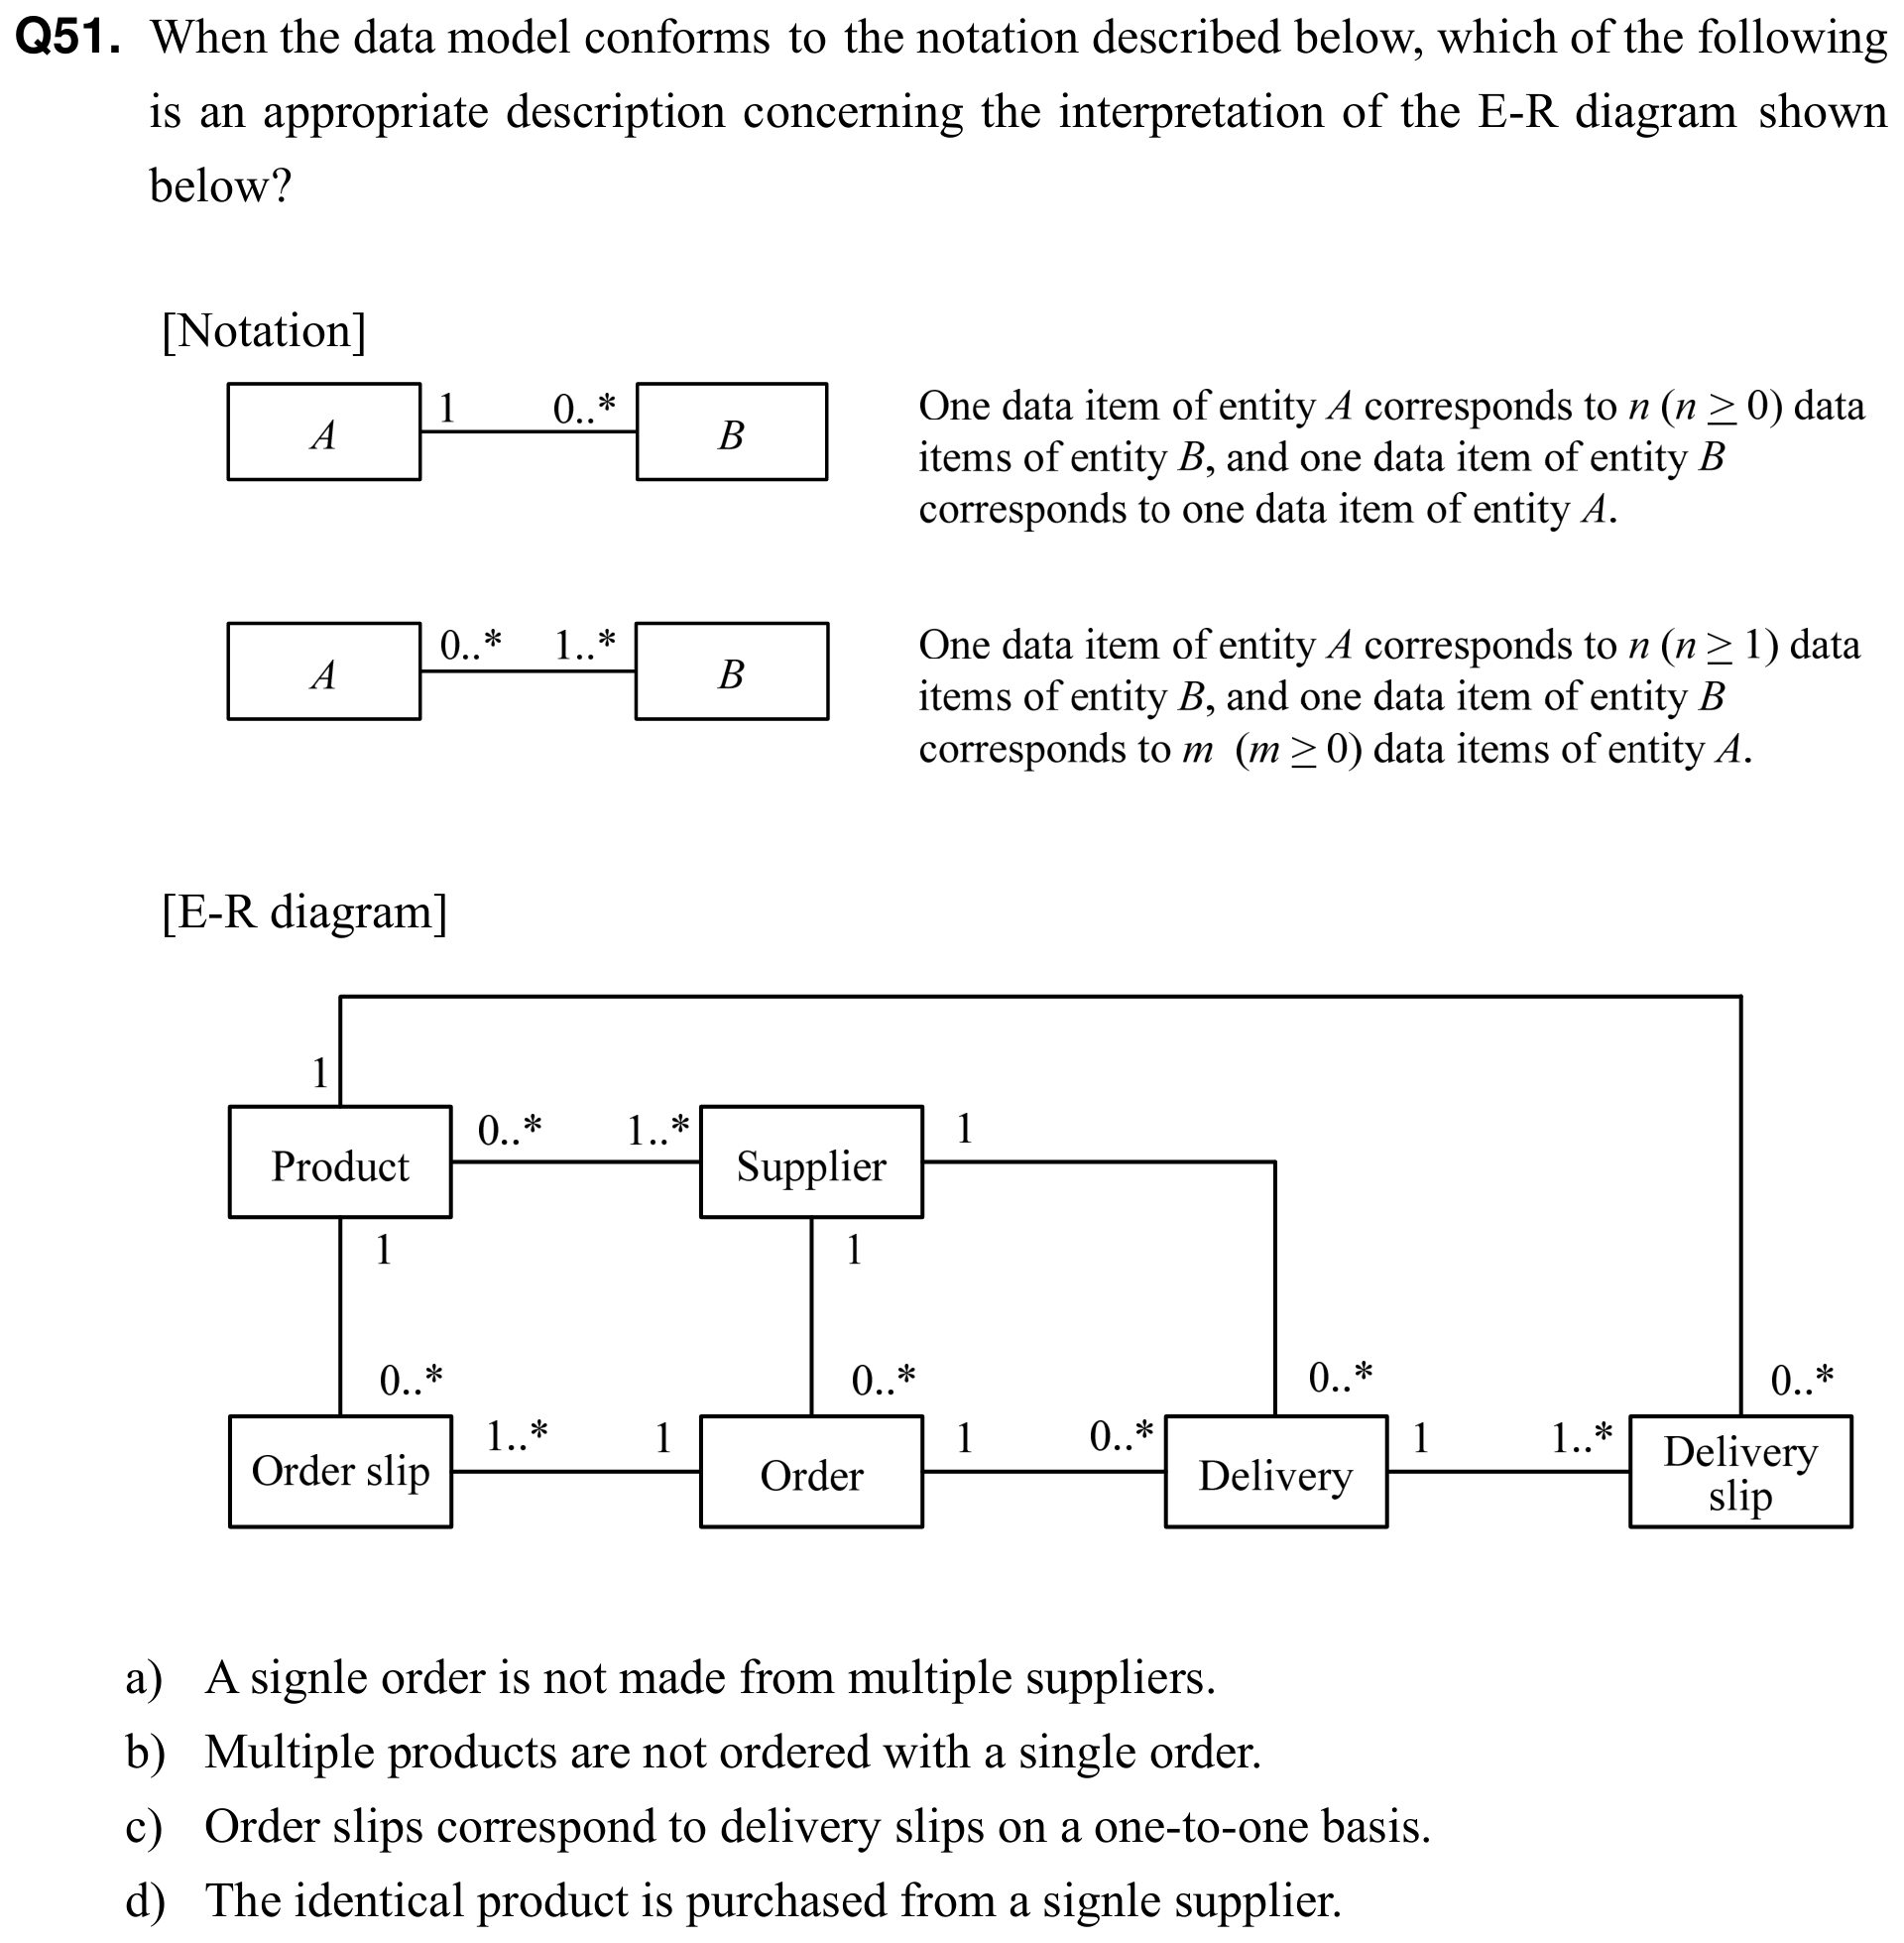 Q51. When the data model conforms to the notation described below, which of the following
is an appropriate description concerning the interpretation of the E-R diagram shown
below?
[Notation]
A 1 0..* B
One data item of entity A corresponds to n (n ≥ 0) data
items of entity B, and one data item of entity B
corresponds to one data item of entity A.
A 0..* 1..* B
One data item of entity A corresponds to n (n ≥ 1) data
items of entity B, and one data item of entity B
corresponds to m (m ≥ 0) data items of entity A.
[E-R diagram]
1
Product 0..* 1..* Supplier 1
1 1
0..* 0..* 0..* 0..*
Order slip 1..* 1 Order 1 0..* Delivery 1 1..* Delivery
slip
a) A signle order is not made from multiple suppliers.
b) Multiple products are not ordered with a single order.
c) Order slips correspond to delivery slips on a one-to-one basis.
d) The identical product is purchased from a signle supplier.